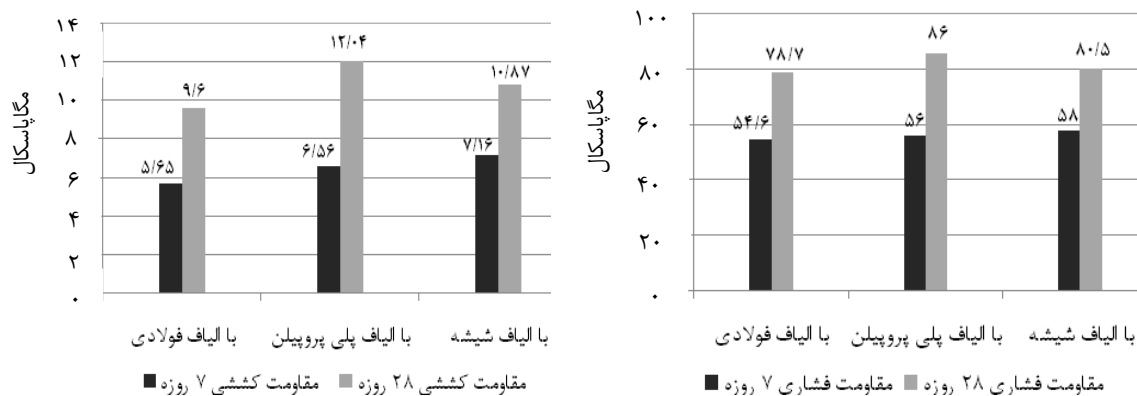 مگاپاسکال
۱۴
۱۲
۱۰
۸
۶
۴
۲
۰
۵/۶۵
۹/۶
۶/۵۶
۱۲/۰۴
۷/۱۶
۱۰/۸۷
با الیاف فولادی
با الیاف پلی پروپیلن
با الیاف شیشه
مقاومت کششی ۷ روزه
مقاومت کششی ۲۸ روزه
مگاپاسکال
۱۰۰
۸۰
۶۰
۴۰
۲۰
۰
۵۴/۶
۷۸/۷
۵۶
۸۶
۵۸
۸۰/۵
با الیاف فولادی
با الیاف پلی پروپیلن
با الیاف شیشه
مقاومت فشاری ۷ روزه
مقاومت فشاری ۲۸ روزه